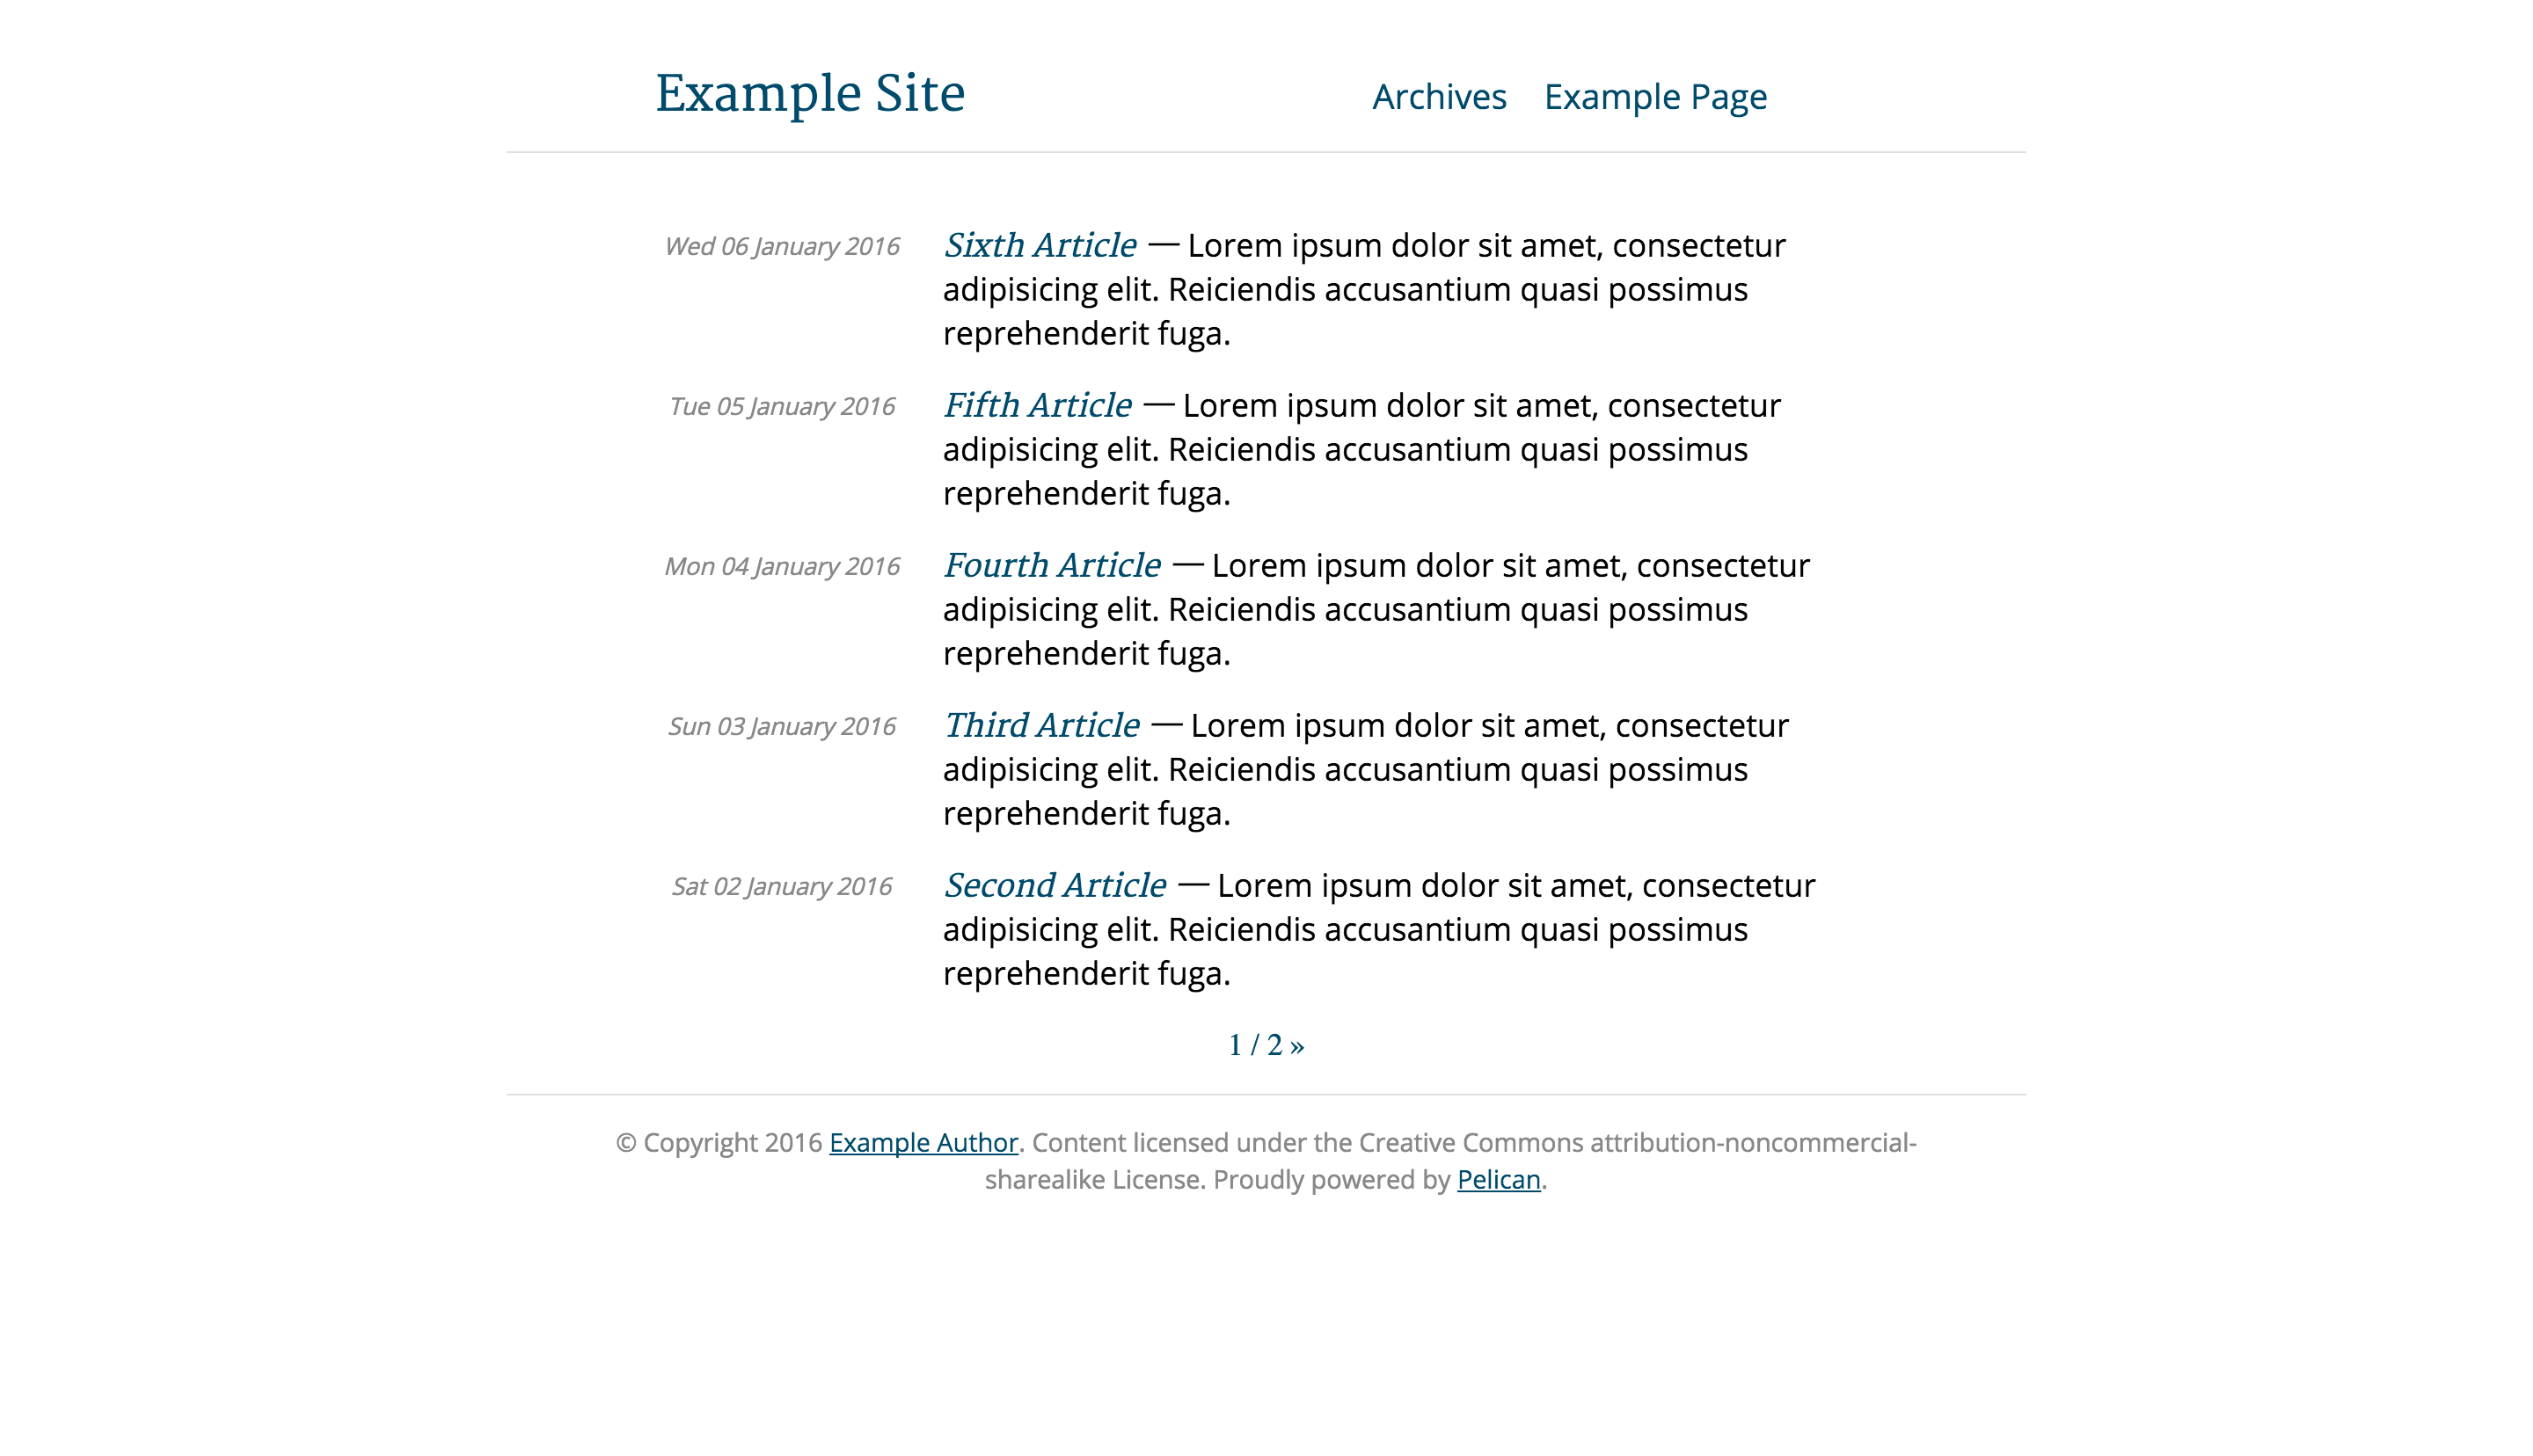 Example Site
Archives Example Page
Wed 06 January 2016
Sixth Article — Lorem ipsum dolor sit amet, consectetur
adipisicing elit. Reiciendis accusantium quasi possimus
reprehenderit fuga.
Tue 05 January 2016
Fifth Article — Lorem ipsum dolor sit amet, consectetur
adipisicing elit. Reiciendis accusantium quasi possimus
reprehenderit fuga.
Mon 04 January 2016
Fourth Article — Lorem ipsum dolor sit amet, consectetur
adipisicing elit. Reiciendis accusantium quasi possimus
reprehenderit fuga.
Sun 03 January 2016
Third Article — Lorem ipsum dolor sit amet, consectetur
adipisicing elit. Reiciendis accusantium quasi possimus
reprehenderit fuga.
Sat 02 January 2016
Second Article — Lorem ipsum dolor sit amet, consectetur
adipisicing elit. Reiciendis accusantium quasi possimus
reprehenderit fuga.
1 / 2 »
© Copyright 2016 Example Author. Content licensed under the Creative Commons attribution-noncommercial-
sharealike License. Proudly powered by Pelican.